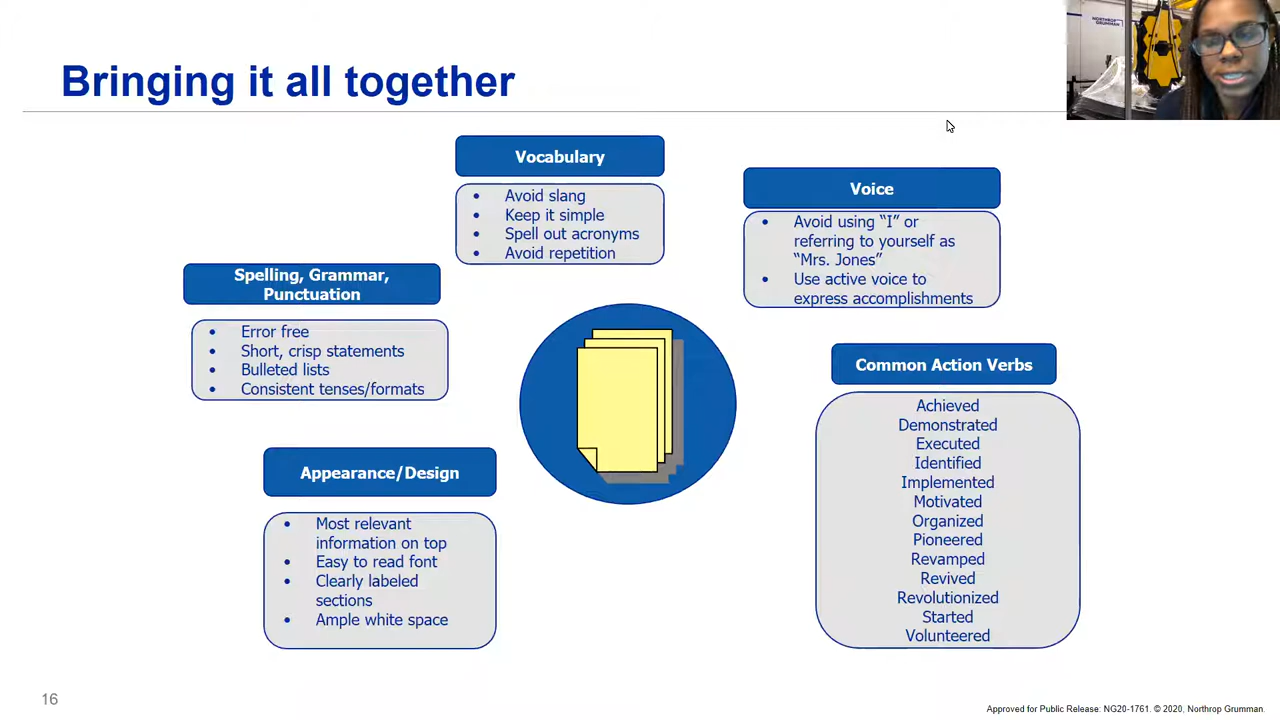 NORTHROP
GRUMMAN
Bringing it all together
Vocabulary
• Avoid slang
• Keep it simple
• Spell out acronyms
• Avoid repetition
Voice
• Avoid using “I” or
referring to yourself as
“Mrs. Jones”
• Use active voice to
express accomplishments
Spelling, Grammar,
Punctuation
• Error free
• Short, crisp statements
• Bulleted lists
• Consistent tenses/formats
Common Action Verbs
Achieved
Demonstrated
Executed
Identified
Implemented
Motivated
Organized
Pioneered
Revamped
Revived
Revolutionized
Started
Volunteered
Appearance/Design
• Most relevant
information on top
• Easy to read font
• Clearly labeled
sections
• Ample white space
16
Approved for Public Release: NG20-1761. © 2020, Northrop Grumman.